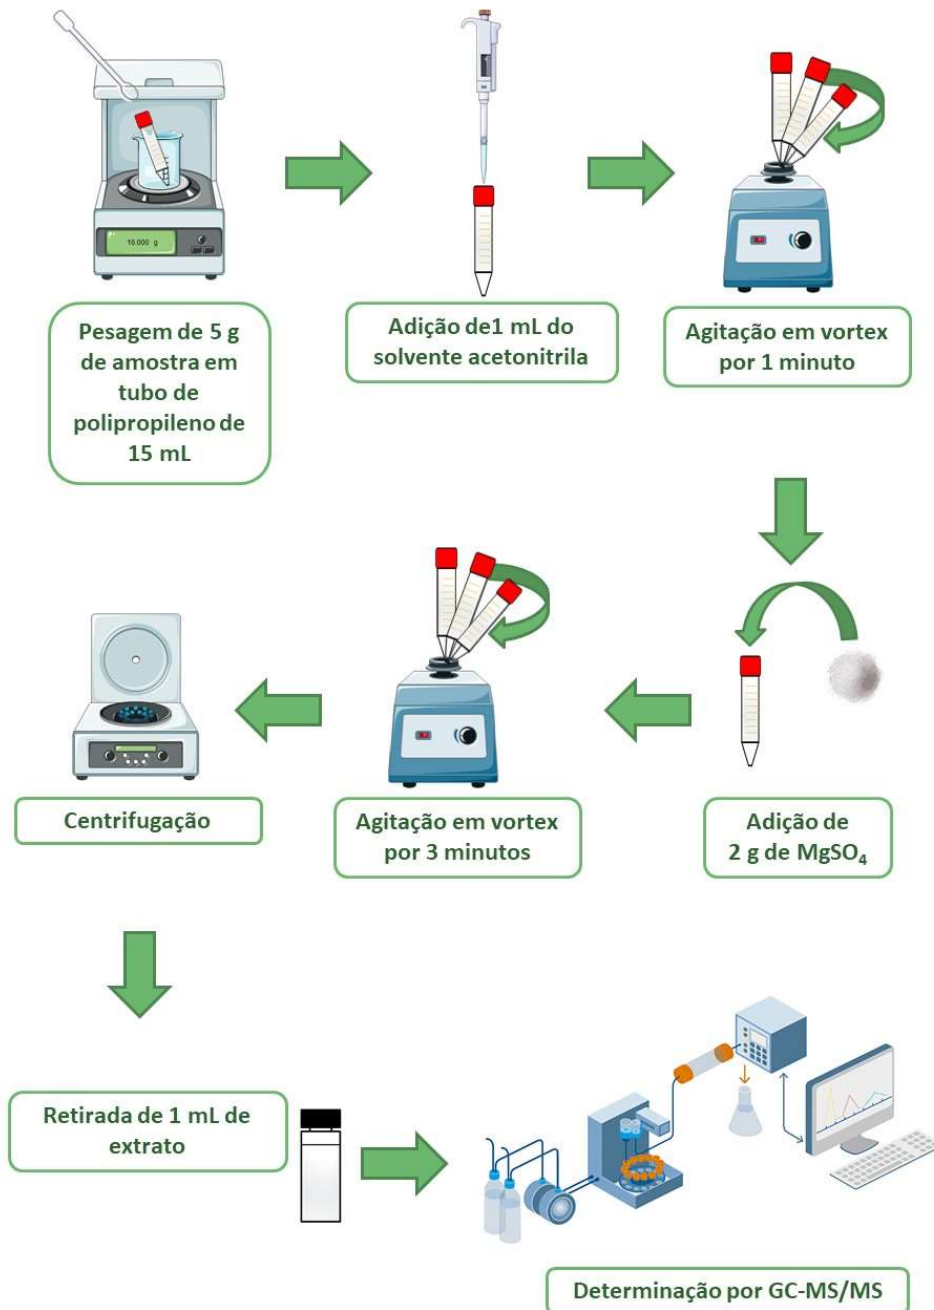 10.000 g
Pesagem de 5 g
de amostra em
tubo de
polipropileno de
15 mL
Adição de1 mL do
solvente acetonitrila
Agitação em vortex
por 1 minuto
Centrifugação
Agitação em vortex
por 3 minutos
Adição de
2 g de MgSO₄
Retirada de 1 mL de
extrato
Determinação por GC-MS/MS